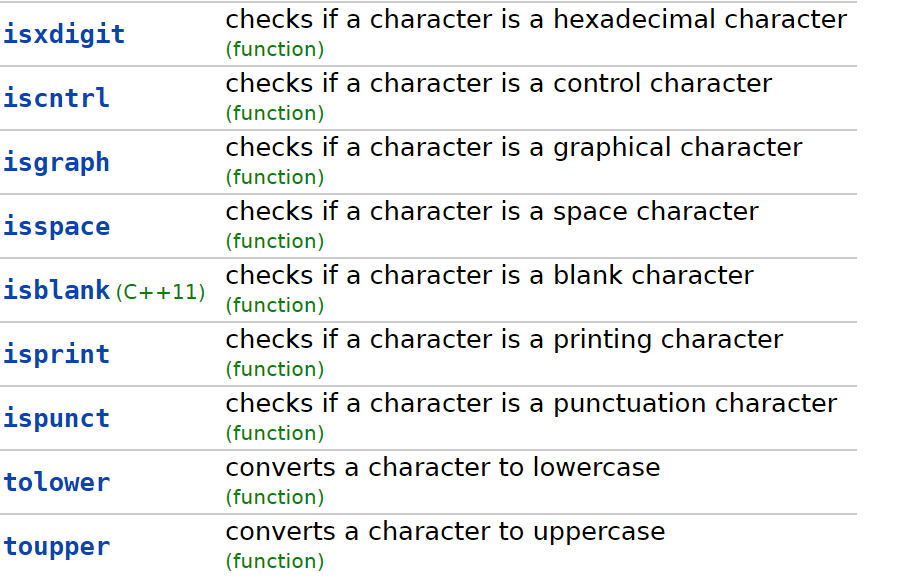 isxdigit checks if a character is a hexadecimal character
(function)
iscntrl checks if a character is a control character
(function)
isgraph checks if a character is a graphical character
(function)
isspace checks if a character is a space character
(function)
isblank (C++11) checks if a character is a blank character
(function)
isprint checks if a character is a printing character
(function)
ispunct checks if a character is a punctuation character
(function)
tolower converts a character to lowercase
(function)
toupper converts a character to uppercase
(function)